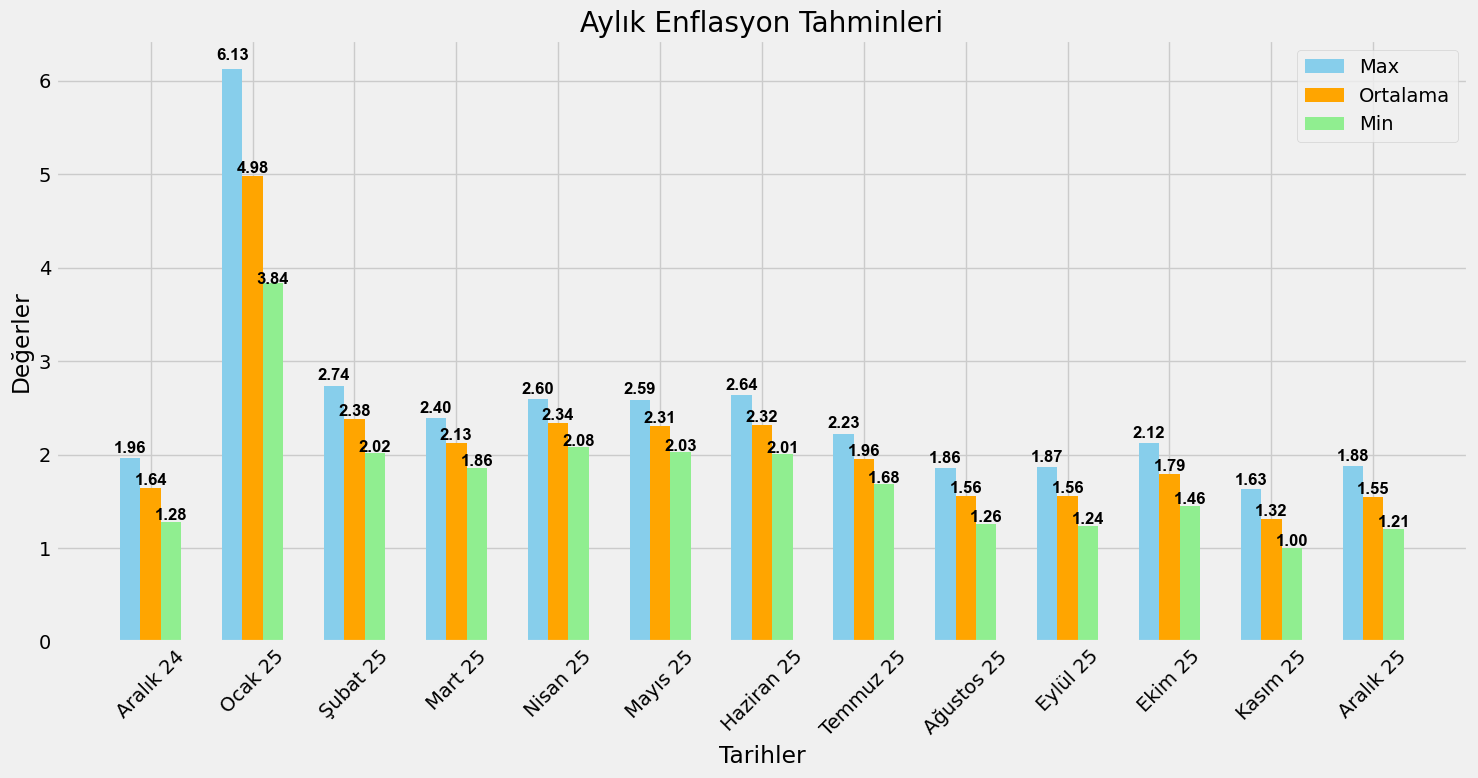 Aylık Enflasyon Tahminleri
Max
Ortalama
Min
Değerler
6
5
4
3
2
1
0
1.96
1.64
1.28
6.13
4.98
3.84
2.74
2.38
2.02
2.40
2.13
1.86
2.60
2.34
2.08
2.59
2.31
2.03
2.64
2.32
2.01
2.23
1.96
1.68
1.86
1.56
1.26
1.87
1.56
1.24
2.12
1.79
1.46
1.63
1.32
1.00
1.88
1.55
1.21
Aralık 24
Ocak 25
Şubat 25
Mart 25
Nisan 25
Mayıs 25
Haziran 25
Temmuz 25
Ağustos 25
Eylül 25
Ekim 25
Kasım 25
Aralık 25
Tarihler